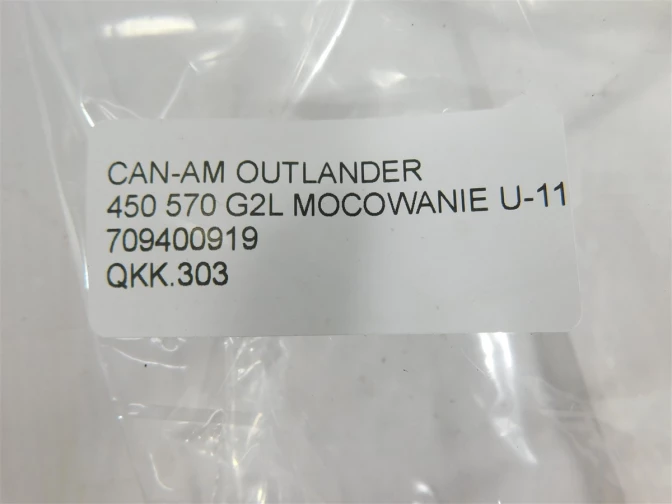 CAN-AM OUTLANDER
450 570 G2L MOCOWANIE U-11
709400919
QKK.303